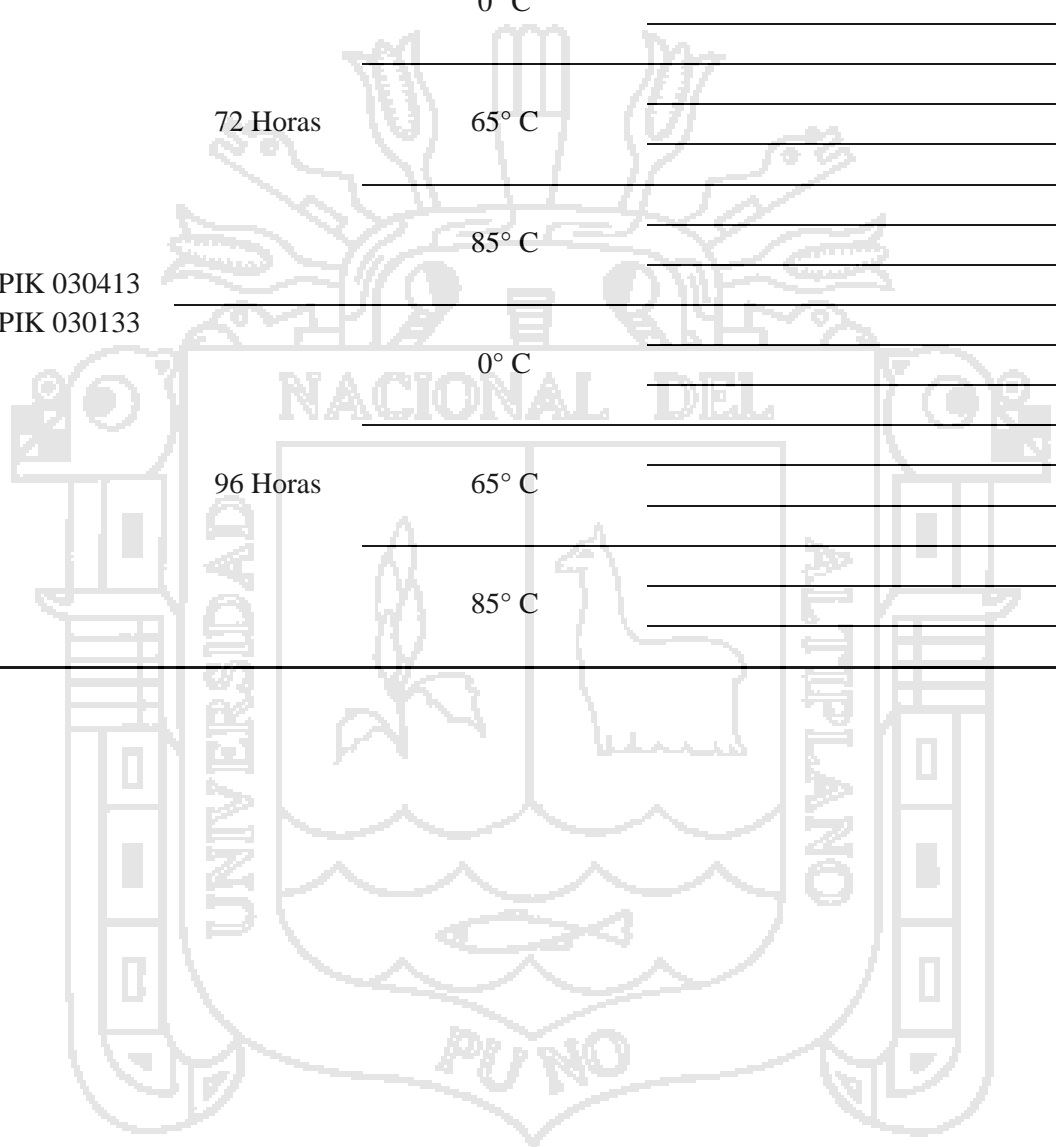 0° C
72 Horas 65° C
85° C
PIK 030413
PIK 030133
0° C
NACIONAL DEL
96 Horas 65° C
UNIVERSIDAD
ALTIPLANO
85° C
PUNO